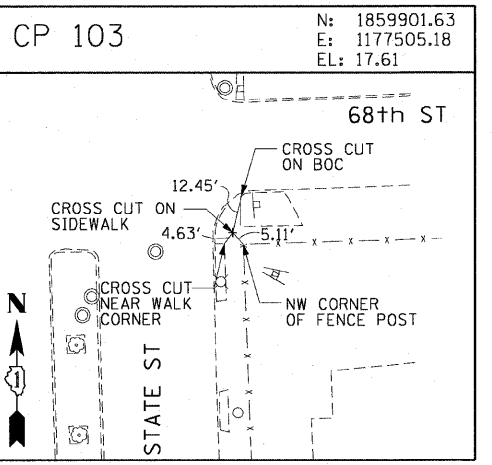 CP 103
N: 1859901.63
E: 1177505.18
EL: 17.61
68th ST
CROSS CUT
ON BOC
12.45'
CROSS CUT ON
SIDEWALK
4.63'
5.11'
CROSS CUT
NEAR WALK
CORNER
NW CORNER
OF FENCE POST
N
1
STATE ST